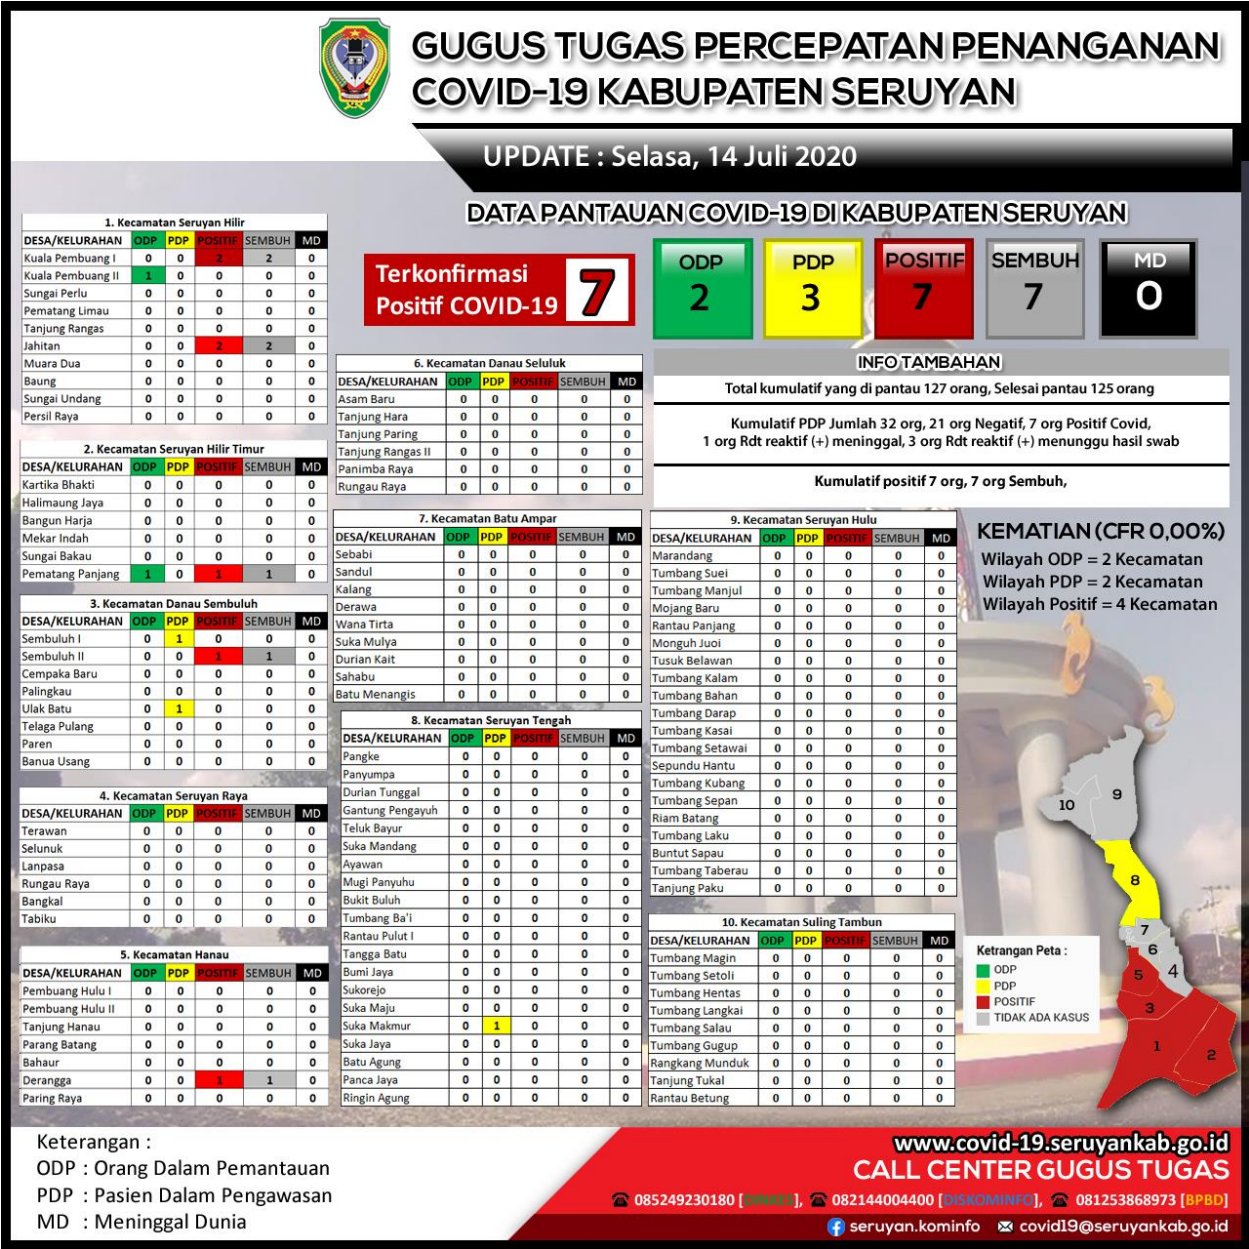 GUGUS TUGAS PERCEPATAN PENANGANAN
COVID-19 KABUPATEN SERUYAN
UPDATE : Selasa, 14 Juli 2020
DATA PANTAUAN COVID-19 DI KABUPATEN SERUYAN
Terkonfirmasi
Positif COVID-19 7
ODP 2
PDP 3
POSITIF 7
SEMBUH 7
MD 0
INFO TAMBAHAN
Total kumulatif yang di pantau 127 orang, Selesai pantau 125 orang
Kumulatif PDP Jumlah 32 org, 21 org Negatif, 7 org Positif Covid,
1 org Rdt reaktif (+) meninggal, 3 org Rdt reaktif (+) menunggu hasil swab
Kumulatif positif 7 org, 7 org Sembuh,
1. Kecamatan Seruyan Hilir
DESA/KELURAHAN ODP PDP POSITIF SEMBUH MD
Kuala Pembuang I 0 0 2 2 0
Kuala Pembuang II 1 0 0 0 0
Sungai Perlu 0 0 0 0 0
Pematang Limau 0 0 0 0 0
Tanjung Rangas 0 0 0 0 0
Jahitan 0 0 2 2 0
Muara Dua 0 0 0 0 0
Baung 0 0 0 0 0
Sungai Undang 0 0 0 0 0
Persil Raya 0 0 0 0 0
2. Kecamatan Seruyan Hilir Timur
DESA/KELURAHAN ODP PDP POSITIF SEMBUH MD
Kartika Bhakti 0 0 0 0 0
Halimaung Jaya 0 0 0 0 0
Bangun Harja 0 0 0 0 0
Mekar Indah 0 0 0 0 0
Sungai Bakau 0 0 0 0 0
Pematang Panjang 1 0 1 1 0
3. Kecamatan Danau Sembuluh
DESA/KELURAHAN ODP PDP POSITIF SEMBUH MD
Sembuluh I 0 1 0 0 0
Sembuluh II 0 0 1 1 0
Cempaka Baru 0 0 0 0 0
Palingkau 0 0 0 0 0
Ulak Batu 0 1 0 0 0
Telaga Pulang 0 0 0 0 0
Paren 0 0 0 0 0
Banua Usang 0 0 0 0 0
4. Kecamatan Seruyan Raya
DESA/KELURAHAN ODP PDP POSITIF SEMBUH MD
Terawan 0 0 0 0 0
Selunuk 0 0 0 0 0
Lanpasa 0 0 0 0 0
Rungau Raya 0 0 0 0 0
Bangkal 0 0 0 0 0
Tabiku 0 0 0 0 0
5. Kecamatan Hanau
DESA/KELURAHAN ODP PDP POSITIF SEMBUH MD
Pembuang Hulu I 0 0 0 0 0
Pembuang Hulu II 0 0 0 0 0
Tanjung Hanau 0 0 0 0 0
Parang Batang 0 0 0 0 0
Bahaur 0 0 0 0 0
Derangga 0 0 1 1 0
Paring Raya 0 0 0 0 0
6. Kecamatan Danau Seluluk
DESA/KELURAHAN ODP PDP POSITIF SEMBUH MD
Asam Baru 0 0 0 0 0
Tanjung Hara 0 0 0 0 0
Tanjung Paring 0 0 0 0 0
Tanjung Rangas II 0 0 0 0 0
Panimba Raya 0 0 0 0 0
Rungau Raya 0 0 0 0 0
7. Kecamatan Batu Ampar
DESA/KELURAHAN ODP PDP POSITIF SEMBUH MD
Sebabi 0 0 0 0 0
Sandul 0 0 0 0 0
Kalang 0 0 0 0 0
Derawa 0 0 0 0 0
Wana Tirta 0 0 0 0 0
Suka Mulya 0 0 0 0 0
Durian Kait 0 0 0 0 0
Sahabu 0 0 0 0 0
Batu Menangis 0 0 0 0 0
8. Kecamatan Seruyan Tengah
DESA/KELURAHAN ODP PDP POSITIF SEMBUH MD
Pangke 0 0 0 0 0
Panyumpa 0 0 0 0 0
Durian Tunggal 0 0 0 0 0
Gantung Pengayuh 0 0 0 0 0
Teluk Bayur 0 0 0 0 0
Suka Mandang 0 0 0 0 0
Ayawan 0 0 0 0 0
Mugi Panyuhu 0 0 0 0 0
Bukit Buluh 0 0 0 0 0
Tumbang Ba'i 0 0 0 0 0
Rantau Pulut I 0 0 0 0 0
Tangga Batu 0 0 0 0 0
Bumi Jaya 0 0 0 0 0
Sukorejo 0 0 0 0 0
Suka Maju 0 0 0 0 0
Suka Makmur 0 1 0 0 0
Suka Jaya 0 0 0 0 0
Batu Agung 0 0 0 0 0
Panca Jaya 0 0 0 0 0
Ringin Agung 0 0 0 0 0
9. Kecamatan Seruyan Hulu
DESA/KELURAHAN ODP PDP POSITIF SEMBUH MD
Marandang 0 0 0 0 0
Tumbang Suei 0 0 0 0 0
Tumbang Manjul 0 0 0 0 0
Mojang Baru 0 0 0 0 0
Rantau Panjang 0 0 0 0 0
Monguh Juoi 0 0 0 0 0
Tusuk Belawan 0 0 0 0 0
Tumbang Kalam 0 0 0 0 0
Tumbang Bahan 0 0 0 0 0
Tumbang Darap 0 0 0 0 0
Tumbang Kasai 0 0 0 0 0
Tumbang Setawai 0 0 0 0 0
Sepundu Hantu 0 0 0 0 0
Tumbang Kubang 0 0 0 0 0
Tumbang Sepan 0 0 0 0 0
Riam Batang 0 0 0 0 0
Tumbang Laku 0 0 0 0 0
Buntut Sapau 0 0 0 0 0
Tumbang Taberau 0 0 0 0 0
Tanjung Paku 0 0 0 0 0
10. Kecamatan Suling Tambun
DESA/KELURAHAN ODP PDP POSITIF SEMBUH MD
Tumbang Magin 0 0 0 0 0
Tumbang Setoli 0 0 0 0 0
Tumbang Hentas 0 0 0 0 0
Tumbang Langkai 0 0 0 0 0
Tumbang Salau 0 0 0 0 0
Tumbang Gugup 0 0 0 0 0
Rangkang Munduk 0 0 0 0 0
Tanjung Tukal 0 0 0 0 0
Rantau Betung 0 0 0 0 0
KEMATIAN (CFR 0,00%)
Wilayah ODP = 2 Kecamatan
Wilayah PDP = 2 Kecamatan
Wilayah Positif = 4 Kecamatan
10
9
8
7
6
5
4
3
1
2
Ketrangan Peta :
ODP
PDP
POSITIF
TIDAK ADA KASUS
Keterangan :
ODP : Orang Dalam Pemantauan
PDP : Pasien Dalam Pengawasan
MD : Meninggal Dunia
www.covid-19.seruyankab.go.id
CALL CENTER GUGUS TUGAS
085249230180 [DINKES], 082144004400 [DISKOMINFO], 081253868973 [BPBD]
seruyan.kominfo covid19@seruyankab.go.id